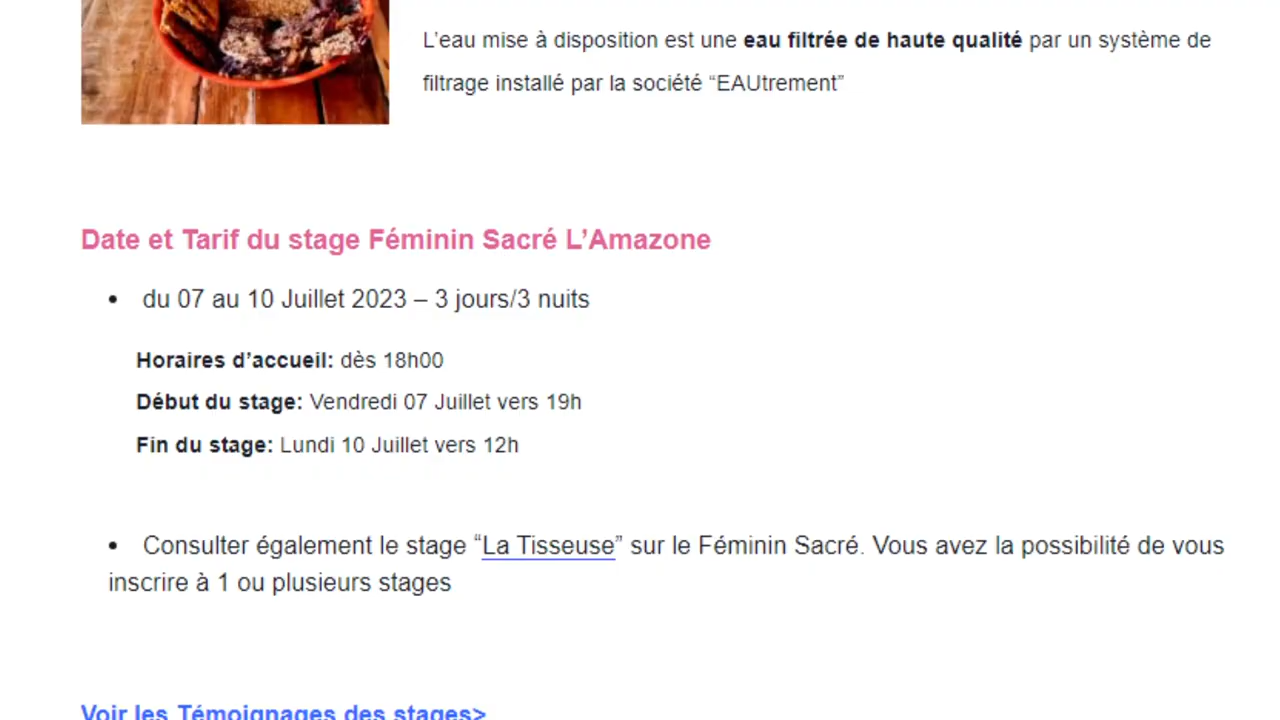 L’eau mise à disposition est une eau filtrée de haute qualité par un système de
filtrage installé par la société “EAUtrement”
Date et Tarif du stage Féminin Sacré L’Amazone
• du 07 au 10 Juillet 2023 – 3 jours/3 nuits
Horaires d’accueil: dès 18h00
Début du stage: Vendredi 07 Juillet vers 19h
Fin du stage: Lundi 10 Juillet vers 12h
• Consulter également le stage “La Tisseuse” sur le Féminin Sacré. Vous avez la possibilité de vous
inscrire à 1 ou plusieurs stages
Voir les Témoignages des stages>